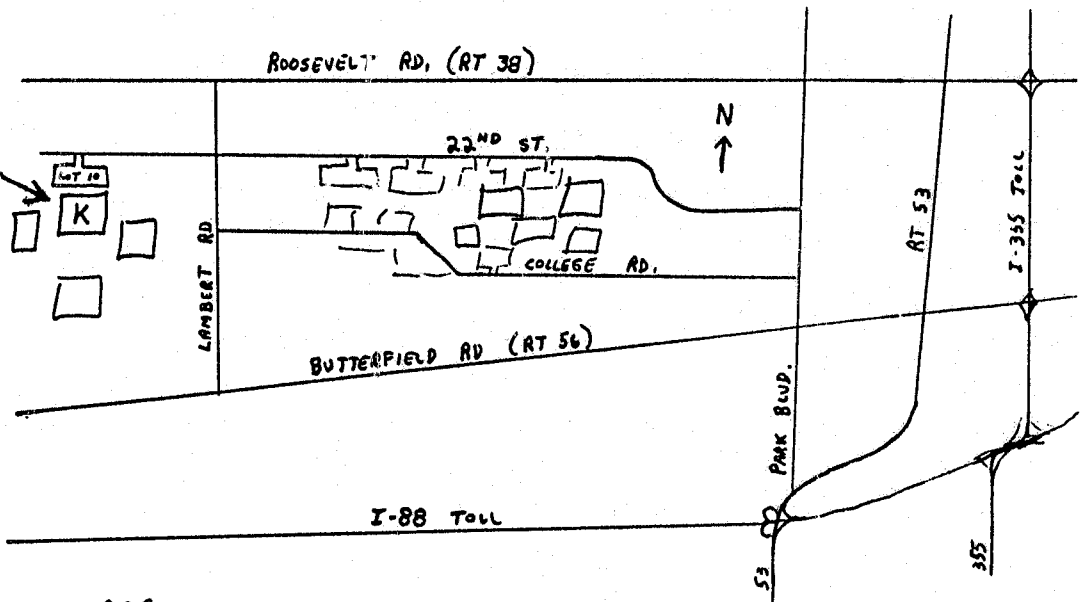 ROOSEVELT RD. (RT 38)
N
22ND ST.
LOT 10
K
LAMBERT RD
COLLEGE RD.
RT 53
I-355 TOLL
BUTTERFIELD RD (RT 56)
PARK BLVD.
I-88 TOLL
53
355